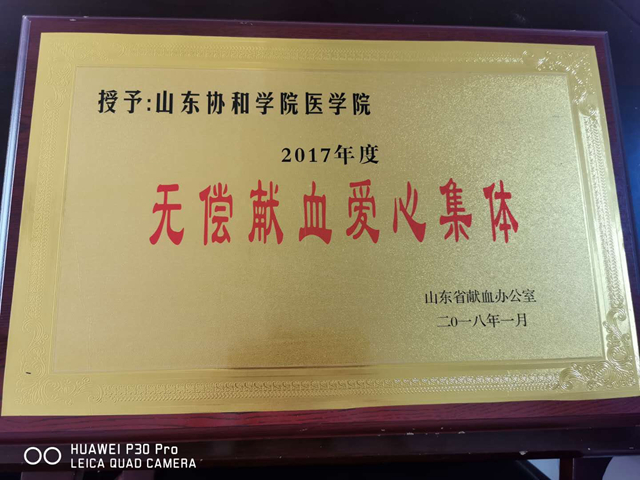 授予:山东协和学院医学院
2017年度
无偿献血爱心集体
山东省献血办公室
二0一八年一月
HUAWEI P30 Pro
LEICA QUAD CAMERA